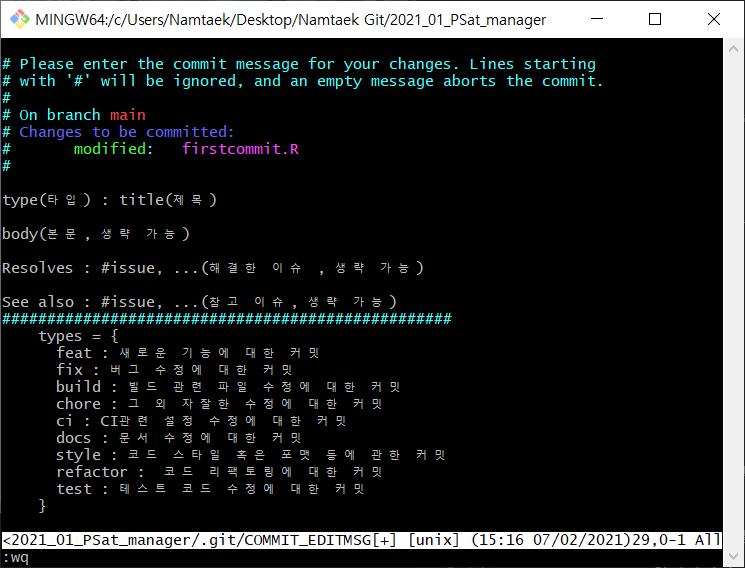 MINGW64:/c/Users/Namtaek/Desktop/Namtaek Git/2021_01_PSat_manager
# Please enter the commit message for your changes. Lines starting
# with '#' will be ignored, and an empty message aborts the commit.
#
# On branch main
# Changes to be committed:
#       modified:   firstcommit.R
#
type(타입) : title(제목)
body(본문, 생략 가능)
Resolves : #issue, ...(해결한 이슈 , 생략 가능)
See also : #issue, ...(참고 이슈, 생략 가능)
##################################################
types = {
feat : 새로운 기능에 대한 커밋
fix : 버그 수정에 대한 커밋
build : 빌드 관련 파일 수정에 대한 커밋
chore : 그 외 자잘한 수정에 대한 커밋
ci : CI관련 설정 수정에 대한 커밋
docs : 문서 수정에 대한 커밋
style : 코드 스타일 혹은 포맷 등에 관한 커밋
refactor :  코드 리팩토링에 대한 커밋
test : 테스트 코드 수정에 대한 커밋
}
<2021_01_PSat_manager/.git/COMMIT_EDITMSG[+] [unix] (15:16 07/02/2021)29,0-1 All
:wq